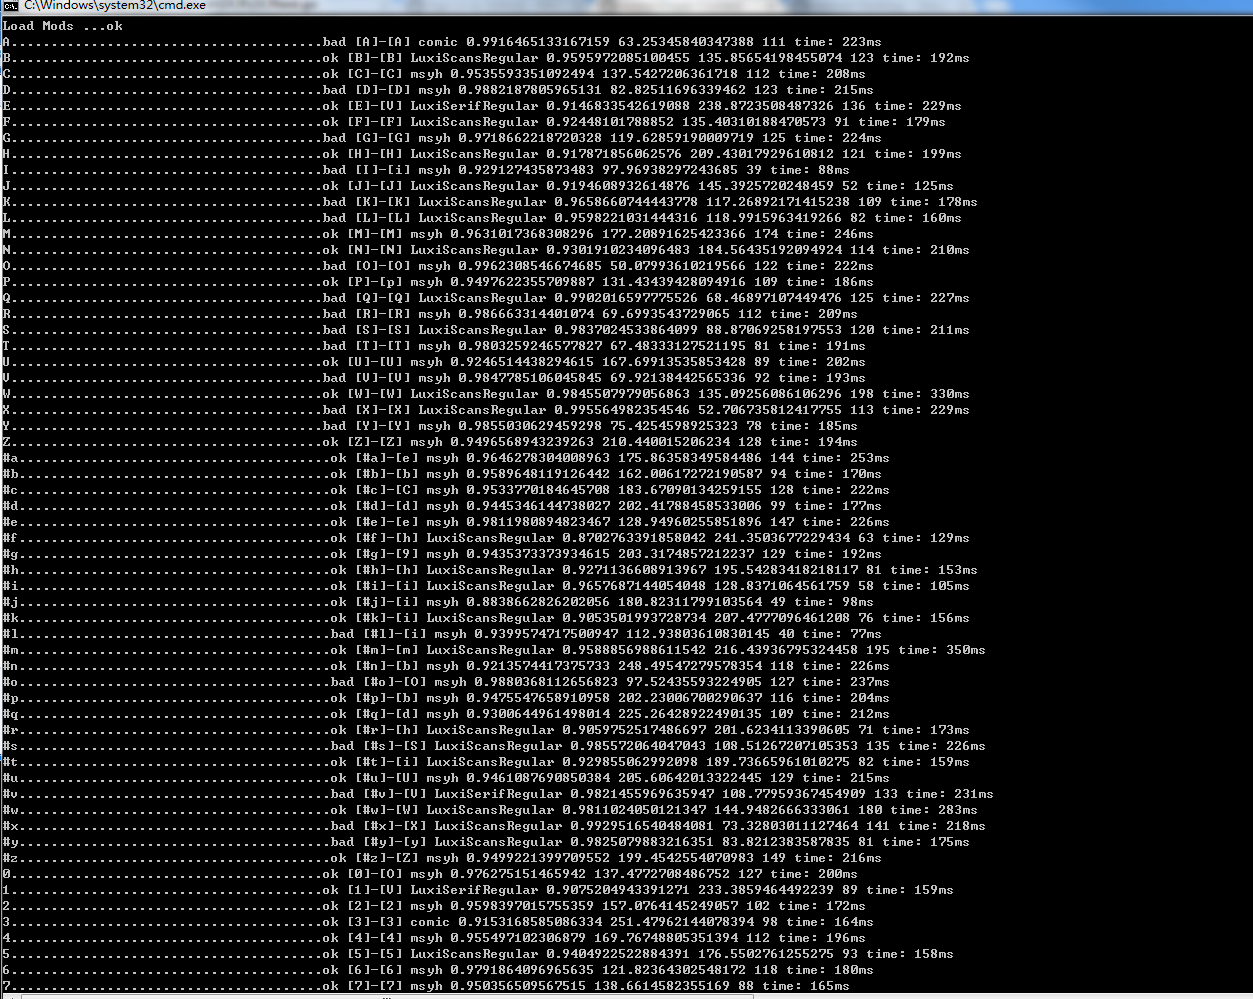 C:\Windows\system32\cmd.exe
Load Mods ...ok
A.......................................bad [A]-[A] comic 0.9916465133167159 63.25345840347388 111 time: 223ms
B.......................................ok [B]-[B] LuxiScansRegular 0.9595972085100455 135.85654198455074 123 time: 192ms
C.......................................ok [C]-[C] msyh 0.9535593351092494 137.5427206361718 112 time: 208ms
D.......................................bad [D]-[D] msyh 0.9882187805965131 82.82511696339462 123 time: 215ms
E.......................................ok [E]-[V] LuxiSerifRegular 0.9146833542619088 238.8723508487326 136 time: 229ms
F.......................................ok [F]-[F] LuxiScansRegular 0.92448101788852 135.40310188470573 91 time: 179ms
G.......................................bad [G]-[G] msyh 0.9718662218720328 119.62859190009719 125 time: 224ms
H.......................................ok [H]-[H] LuxiScansRegular 0.917871856062576 209.43017929610812 121 time: 199ms
I.......................................bad [I]-[i] msyh 0.929127435873483 97.96938297243685 39 time: 88ms
J.......................................ok [J]-[J] LuxiScansRegular 0.9194608932614876 145.3925720248459 52 time: 125ms
K.......................................bad [K]-[K] LuxiScansRegular 0.9658660744443778 117.26892171415238 109 time: 178ms
L.......................................bad [L]-[L] LuxiScansRegular 0.9598221031444316 118.9915963419266 82 time: 160ms
M.......................................ok [M]-[M] msyh 0.9631017368308296 177.20891625423366 174 time: 246ms
N.......................................ok [N]-[N] LuxiScansRegular 0.9301910234096483 184.56435192094924 114 time: 210ms
O.......................................bad [O]-[O] msyh 0.9962308546674685 50.07993610219566 122 time: 222ms
P.......................................ok [P]-[p] msyh 0.9497622355709887 131.43439428094916 109 time: 186ms
Q.......................................bad [Q]-[Q] LuxiScansRegular 0.9902016597775526 68.46897107449476 125 time: 227ms
R.......................................bad [R]-[R] msyh 0.986663314401074 69.6993543729065 112 time: 209ms
S.......................................bad [S]-[S] LuxiScansRegular 0.9837024533864099 88.87069258197553 120 time: 211ms
T.......................................bad [T]-[T] msyh 0.9803259246577827 67.48333127521195 81 time: 191ms
U.......................................ok [U]-[U] msyh 0.9246514438294615 167.69913535853428 89 time: 202ms
V.......................................bad [V]-[V] msyh 0.9847785106045845 69.92138442565336 92 time: 193ms
W.......................................ok [W]-[W] LuxiScansRegular 0.9845507979056863 135.09256086106296 198 time: 330ms
X.......................................bad [X]-[X] LuxiScansRegular 0.995564982354546 52.706735812417755 113 time: 229ms
Y.......................................bad [Y]-[Y] msyh 0.9855030629459298 75.4254598925323 78 time: 185ms
Z.......................................ok [Z]-[Z] msyh 0.9496568943239263 210.440015206234 128 time: 194ms
#a.......................................ok [#a]-[e] msyh 0.9646278304008963 175.86358349584486 144 time: 253ms
#b.......................................ok [#b]-[b] msyh 0.9589648119126442 162.00617272190587 94 time: 170ms
#c.......................................ok [#c]-[C] msyh 0.9533770184645708 183.67090134259155 128 time: 222ms
#d.......................................ok [#d]-[d] msyh 0.9445346144738027 202.41788458533006 99 time: 177ms
#e.......................................ok [#e]-[e] msyh 0.9811980894823467 128.94960255851896 147 time: 226ms
#f.......................................ok [#f]-[h] LuxiScansRegular 0.8702763391858042 241.3503677229434 63 time: 129ms
#g.......................................ok [#g]-[9] msyh 0.9435373373934615 203.3174857212237 129 time: 192ms
#h.......................................ok [#h]-[h] LuxiScansRegular 0.9271136608913967 195.54283418218117 81 time: 153ms
#i.......................................ok [#i]-[i] LuxiScansRegular 0.9657687144054048 128.8371064561759 58 time: 105ms
#j.......................................ok [#j]-[i] msyh 0.8838662826202056 180.82311799103564 49 time: 98ms
#k.......................................ok [#k]-[i] LuxiScansRegular 0.9053501993728734 207.4777096461208 76 time: 156ms
#l.......................................bad [#l]-[i] msyh 0.9399574717500947 112.93803610830145 40 time: 77ms
#m.......................................ok [#m]-[m] LuxiScansRegular 0.9588856988611542 216.43936795324458 195 time: 350ms
#n.......................................ok [#n]-[b] msyh 0.9213574417375733 248.49547279578354 118 time: 226ms
#o.......................................bad [#o]-[O] msyh 0.9880368112656823 97.52435593224905 127 time: 237ms
#p.......................................ok [#p]-[b] msyh 0.9475547658910958 202.23006700290637 116 time: 204ms
#q.......................................ok [#q]-[d] msyh 0.9300644961498014 225.26428922490135 109 time: 212ms
#r.......................................ok [#r]-[h] LuxiScansRegular 0.9059752517486697 201.6234113390605 71 time: 173ms
#s.......................................bad [#s]-[S] LuxiScansRegular 0.985572064047043 108.51267207105353 135 time: 226ms
#t.......................................ok [#t]-[i] LuxiScansRegular 0.929855062992098 189.73665961010275 82 time: 159ms
#u.......................................ok [#u]-[U] msyh 0.9461087690850384 205.60642013322445 129 time: 215ms
#v.......................................bad [#v]-[V] LuxiSerifRegular 0.9821455969635947 108.77959367454909 133 time: 231ms
#w.......................................ok [#w]-[W] LuxiScansRegular 0.9811024050121347 144.9482666333061 180 time: 283ms
#x.......................................bad [#x]-[X] LuxiScansRegular 0.9929516540484081 73.32803011127464 141 time: 218ms
#y.......................................bad [#y]-[y] LuxiScansRegular 0.9825079883216351 83.8212383587835 81 time: 175ms
#z.......................................ok [#z]-[Z] msyh 0.9499221399709552 199.4542554070983 149 time: 216ms
0.......................................ok [0]-[O] msyh 0.976275151465942 137.4772708486752 127 time: 200ms
1.......................................ok [1]-[V] LuxiSerifRegular 0.9075204943391271 233.3859464492239 89 time: 159ms
2.......................................ok [2]-[2] msyh 0.9598397015755359 157.0764145249057 102 time: 172ms
3.......................................ok [3]-[3] comic 0.9153168585086334 251.47962144078394 98 time: 164ms
4.......................................ok [4]-[4] msyh 0.955497102306879 169.76748805351394 112 time: 196ms
5.......................................ok [5]-[5] LuxiScansRegular 0.9404922522884391 176.5502761255275 93 time: 158ms
6.......................................ok [6]-[6] msyh 0.9791864096965635 121.82364302548172 118 time: 180ms
7.......................................ok [7]-[7] msyh 0.950356509567515 138.6614582355169 88 time: 165ms